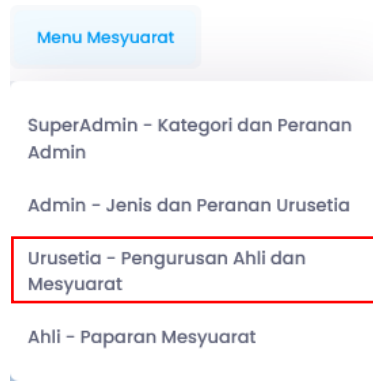 Menu Mesyuarat
SuperAdmin - Kategori dan Peranan
Admin
Admin - Jenis dan Peranan Urusetia
Urusetia - Pengurusan Ahli dan
Mesyuarat
Ahli - Paparan Mesyuarat